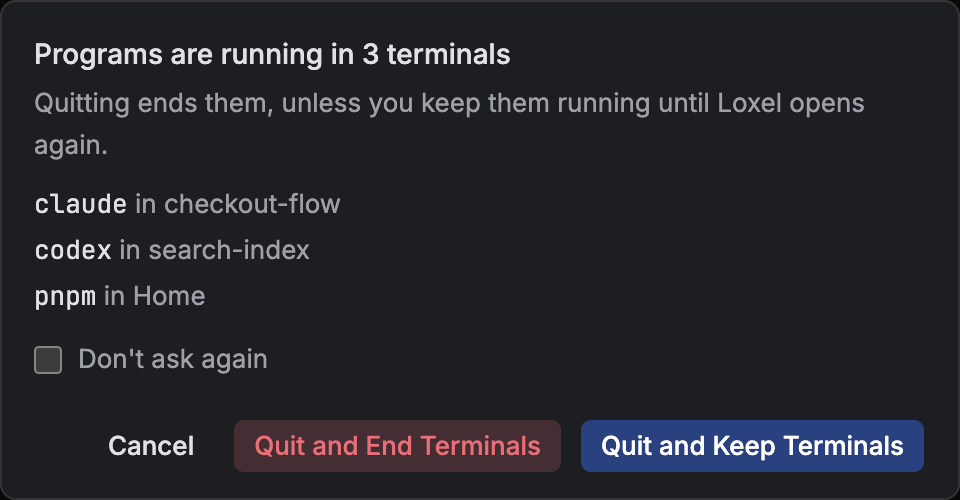 Programs are running in 3 terminals
Quitting ends them, unless you keep them running until Loxel opens
again.
claude in checkout-flow
codex in search-index
pnpm in Home
Don't ask again
Cancel
Quit and End Terminals
Quit and Keep Terminals